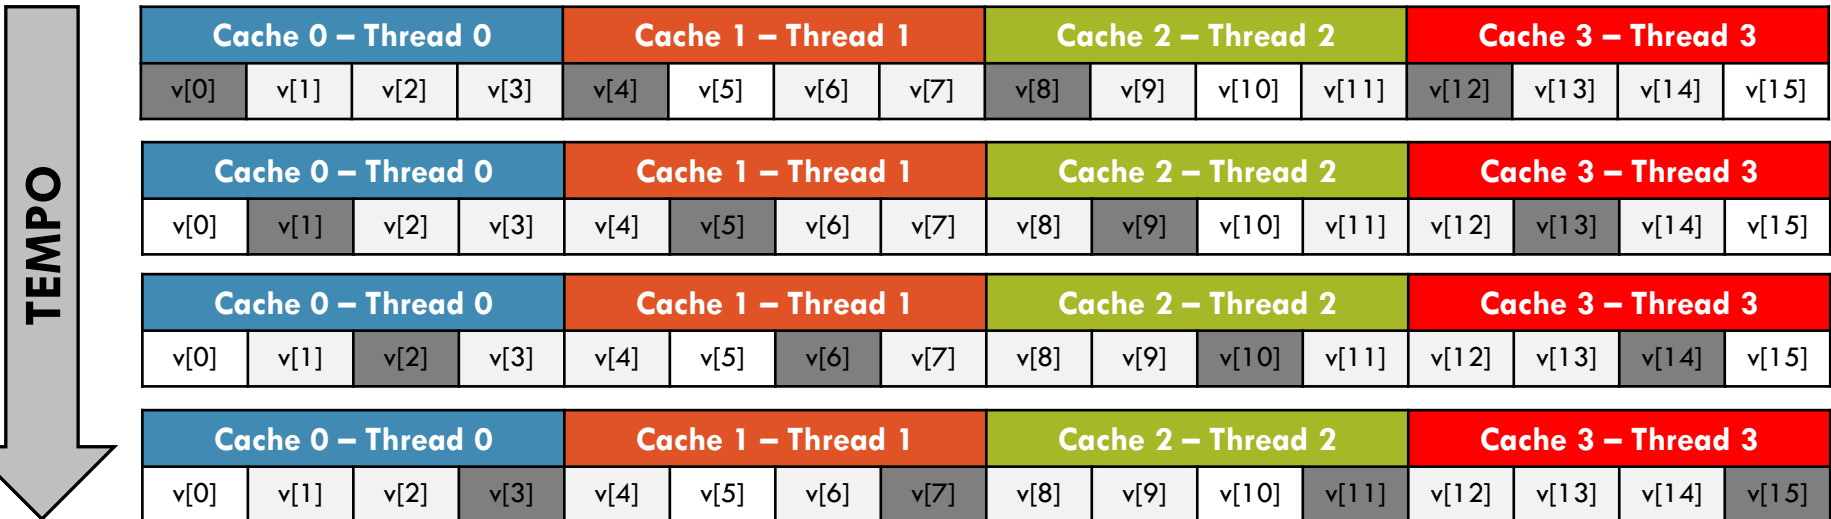 TEMPO
Cache 0 – Thread 0 Cache 1 – Thread 1 Cache 2 – Thread 2 Cache 3 – Thread 3
v[0] v[1] v[2] v[3] v[4] v[5] v[6] v[7] v[8] v[9] v[10] v[11] v[12] v[13] v[14] v[15]
Cache 0 – Thread 0 Cache 1 – Thread 1 Cache 2 – Thread 2 Cache 3 – Thread 3
v[0] v[1] v[2] v[3] v[4] v[5] v[6] v[7] v[8] v[9] v[10] v[11] v[12] v[13] v[14] v[15]
Cache 0 – Thread 0 Cache 1 – Thread 1 Cache 2 – Thread 2 Cache 3 – Thread 3
v[0] v[1] v[2] v[3] v[4] v[5] v[6] v[7] v[8] v[9] v[10] v[11] v[12] v[13] v[14] v[15]
Cache 0 – Thread 0 Cache 1 – Thread 1 Cache 2 – Thread 2 Cache 3 – Thread 3
v[0] v[1] v[2] v[3] v[4] v[5] v[6] v[7] v[8] v[9] v[10] v[11] v[12] v[13] v[14] v[15]